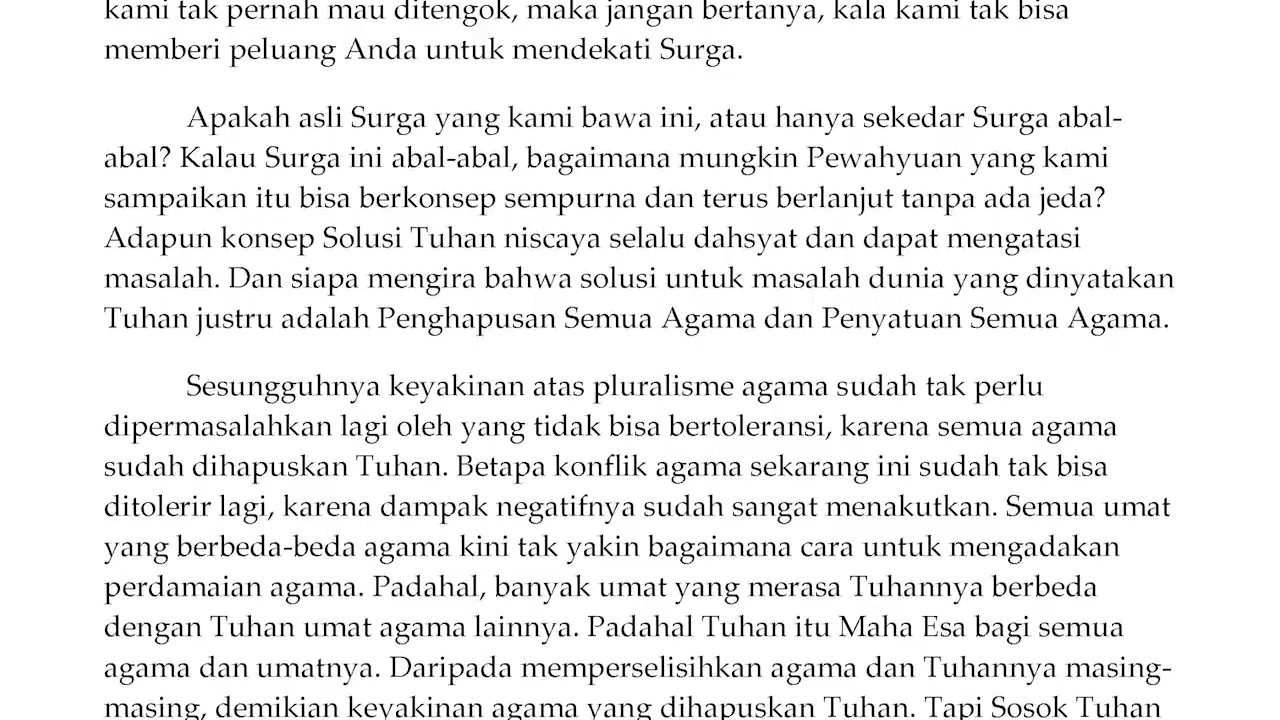 kami tak pernah mau ditengok, maka jangan bertanya, kala kami tak bisa
memberi peluang Anda untuk mendekati Surga.
Apakah asli Surga yang kami bawa ini, atau hanya sekedar Surga abal-
abal? Kalau Surga ini abal-abal, bagaimana mungkin Pewahyuan yang kami
sampaikan itu bisa berkonsep sempurna dan terus berlanjut tanpa ada jeda?
Adapun konsep Solusi Tuhan niscaya selalu dahsyat dan dapat mengatasi
masalah. Dan siapa mengira bahwa solusi untuk masalah dunia yang dinyatakan
Tuhan justru adalah Penghapusan Semua Agama dan Penyatuan Semua Agama.
Sesungguhnya keyakinan atas pluralisme agama sudah tak perlu
dipermasalahkan lagi oleh yang tidak bisa bertoleransi, karena semua agama
sudah dihapuskan Tuhan. Betapa konflik agama sekarang ini sudah tak bisa
ditolerir lagi, karena dampak negatifnya sudah sangat menakutkan. Semua umat
yang berbeda-beda agama kini tak yakin bagaimana cara untuk mengadakan
perdamaian agama. Padahal, banyak umat yang merasa Tuhannya berbeda
dengan Tuhan umat agama lainnya. Padahal Tuhan itu Maha Esa bagi semua
agama dan umatnya. Daripada memperselisihkan agama dan Tuhannya masing-
masing, demikian keyakinan agama yang dihapuskan Tuhan. Tapi Sosok Tuhan